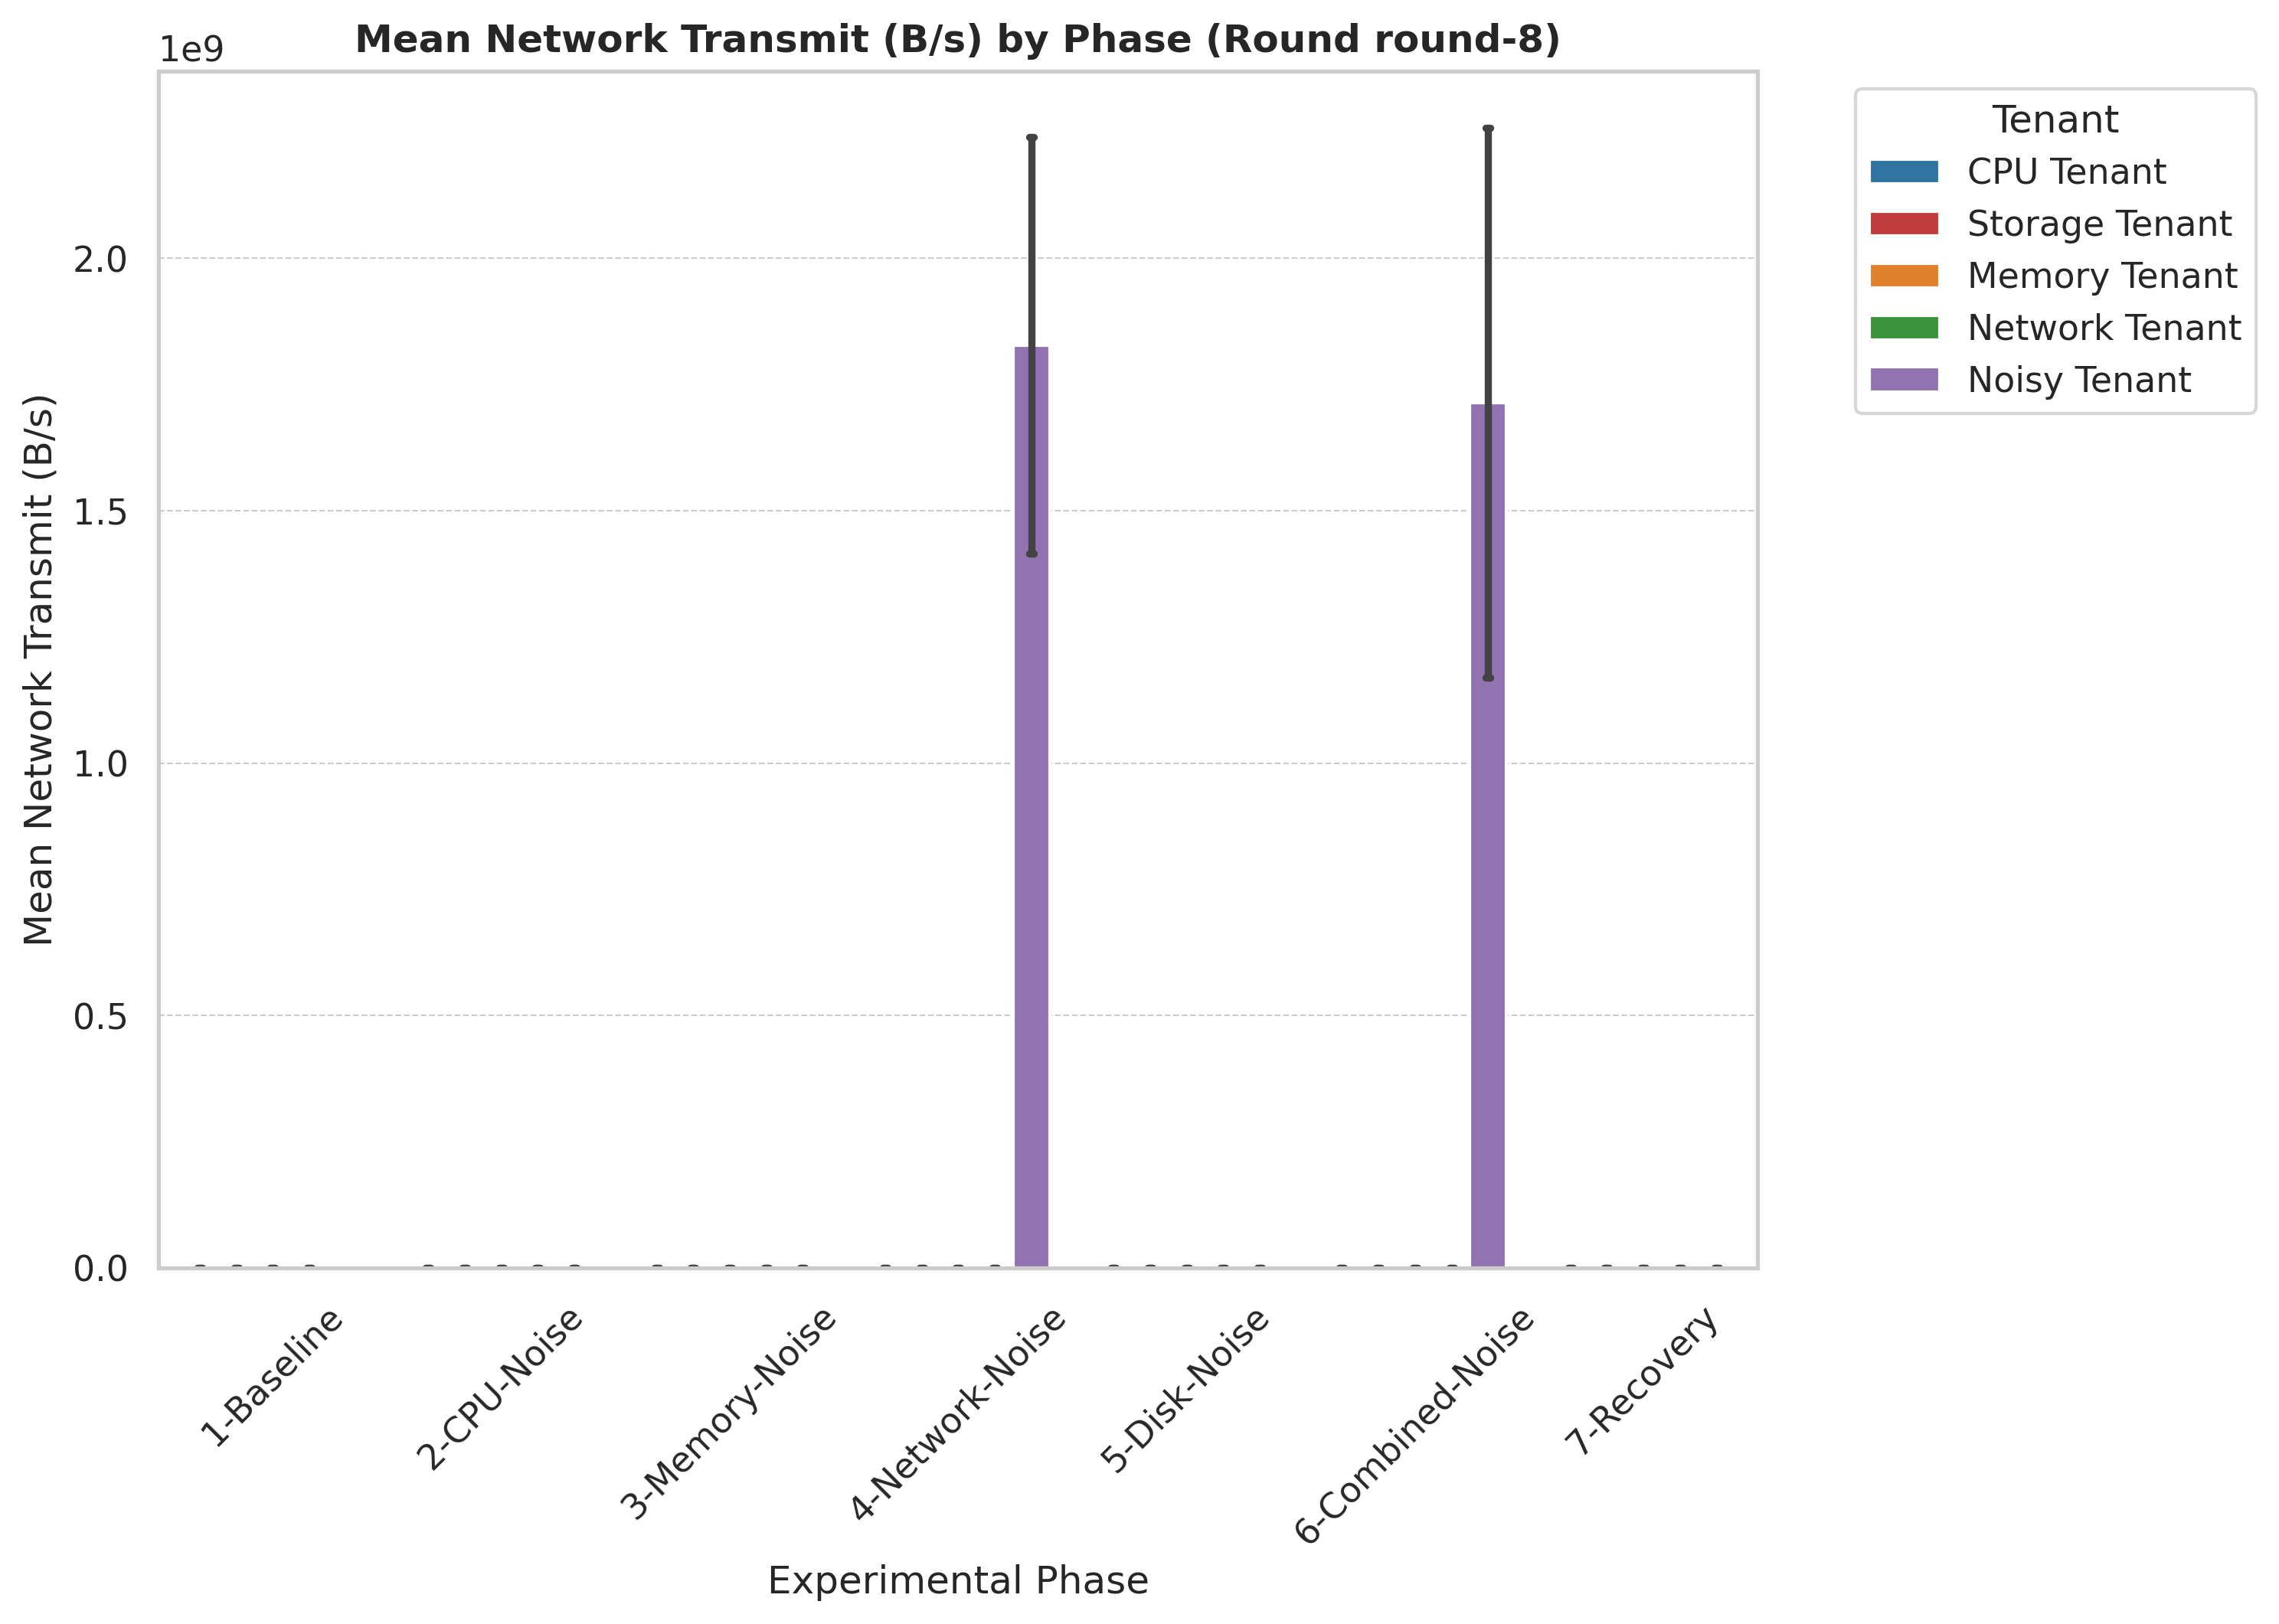 Mean Network Transmit (B/s) by Phase (Round round-8)
1e9
Mean Network Transmit (B/s)
2.0
1.5
1.0
0.5
0.0
1-Baseline
2-CPU-Noise
3-Memory-Noise
4-Network-Noise
5-Disk-Noise
6-Combined-Noise
7-Recovery
Experimental Phase
Tenant
CPU Tenant
Storage Tenant
Memory Tenant
Network Tenant
Noisy Tenant